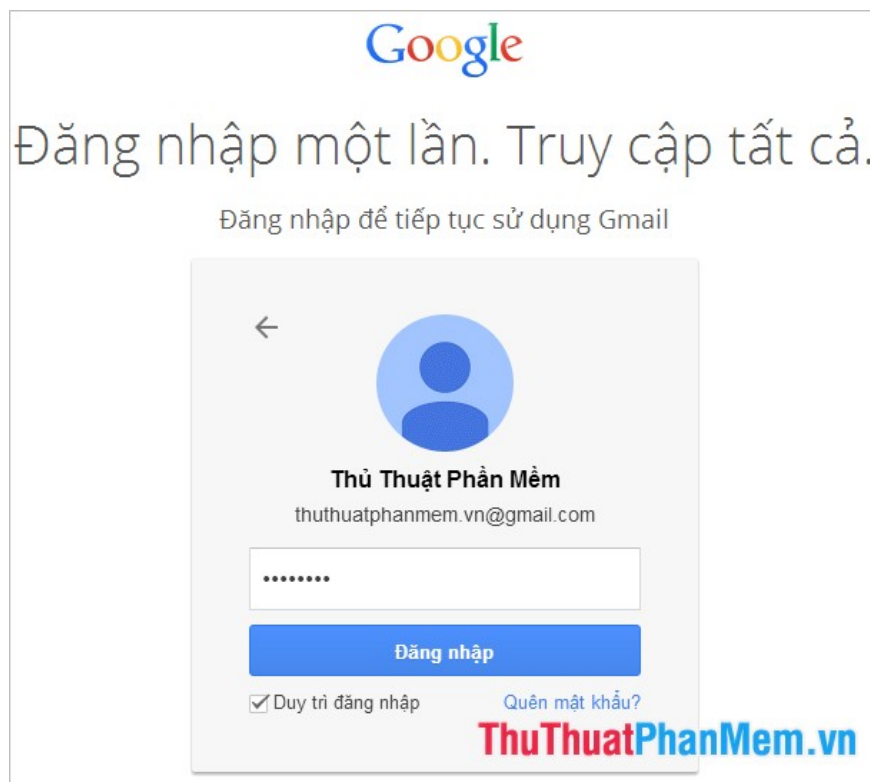 Google
Đăng nhập một lần. Truy cập tất cả.
Đăng nhập để tiếp tục sử dụng Gmail
Thủ Thuật Phần Mềm
thuthuatphanmem.vn@gmail.com
••••••••
Đăng nhập
Duy trì đăng nhập Quên mật khẩu?
ThuThuatPhanMem.vn